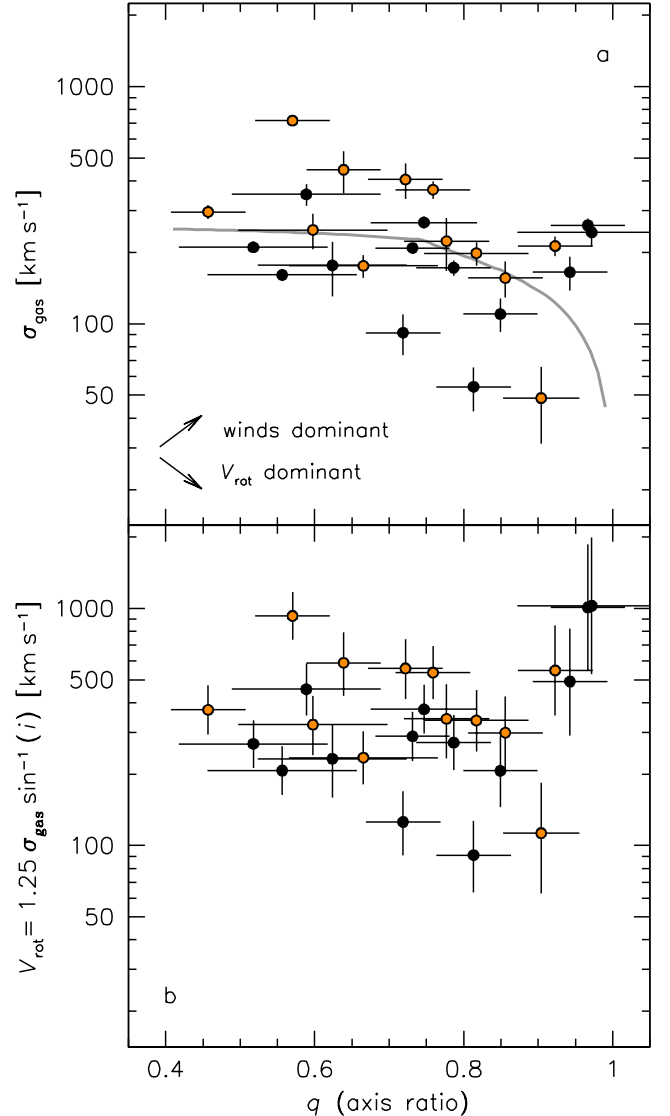 a
1000
500
100
50
σgas [km s⁻¹]
winds dominant
Vrot dominant
1000
500
100
50
Vrot = 1.25 σgas sin⁻¹ (i) [km s⁻¹]
b
0.4 0.6 0.8 1
q (axis ratio)